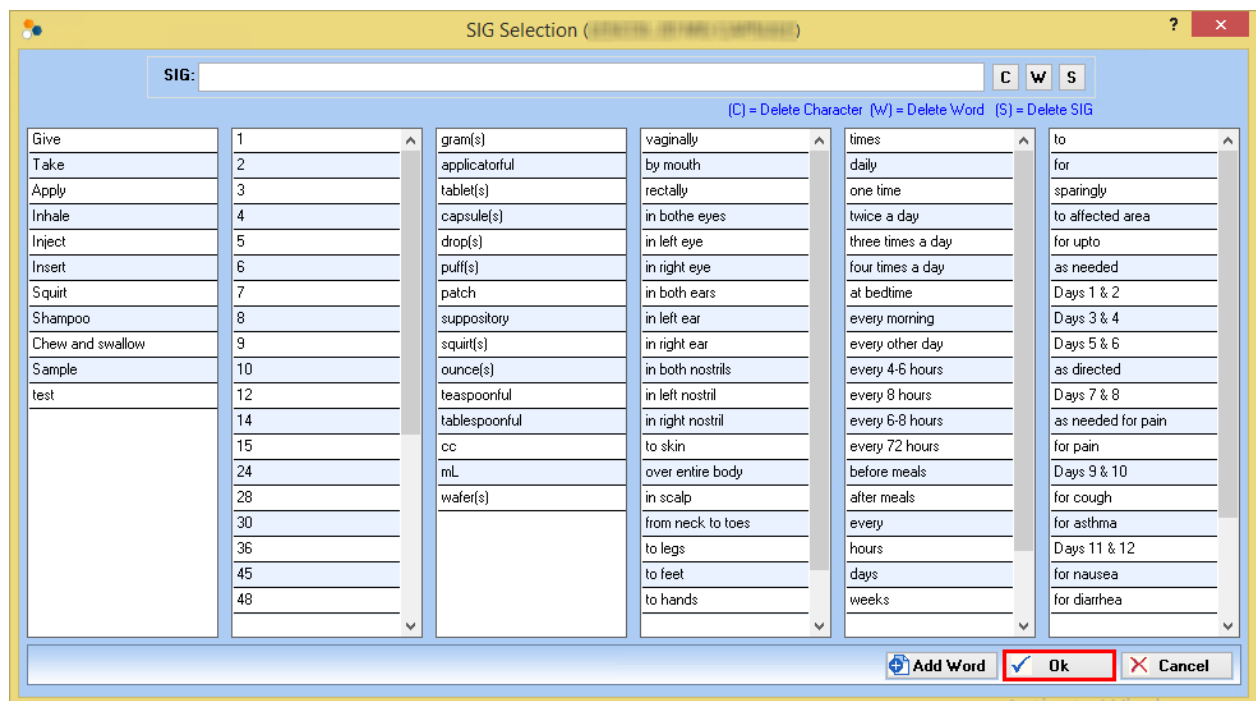 SIG Selection ( )
?
SIG:
C W S
(C) = Delete Character (W) = Delete Word (S) = Delete SIG
Give
Take
Apply
Inhale
Inject
Insert
Squirt
Shampoo
Chew and swallow
Sample
test
1
2
3
4
5
6
7
8
9
10
12
14
15
24
28
30
36
45
48
gram(s)
applicatorful
tablet(s)
capsule(s)
drop(s)
puff(s)
patch
suppository
squirt(s)
ounce(s)
teaspoonful
tablespoonful
cc
mL
wafer(s)
vaginally
by mouth
rectally
in bothe eyes
in left eye
in right eye
in both ears
in left ear
in right ear
in both nostrils
in left nostril
in right nostril
to skin
over entire body
in scalp
from neck to toes
to legs
to feet
to hands
times
daily
one time
twice a day
three times a day
four times a day
at bedtime
every morning
every other day
every 4-6 hours
every 8 hours
every 6-8 hours
every 72 hours
before meals
after meals
every
hours
days
weeks
to
for
sparingly
to affected area
for upto
as needed
Days 1 & 2
Days 3 & 4
Days 5 & 6
as directed
Days 7 & 8
as needed for pain
for pain
Days 9 & 10
for cough
for asthma
Days 11 & 12
for nausea
for diarrhea
Add Word Ok Cancel